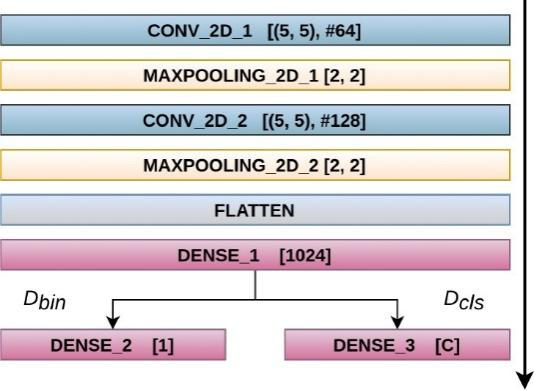 CONV_2D_1 [(5, 5), #64]
MAXPOOLING_2D_1 [2, 2]
CONV_2D_2 [(5, 5), #128]
MAXPOOLING_2D_2 [2, 2]
FLATTEN
DENSE_1 [1024]
Dbin
Dcls
DENSE_2 [1]
DENSE_3 [C]